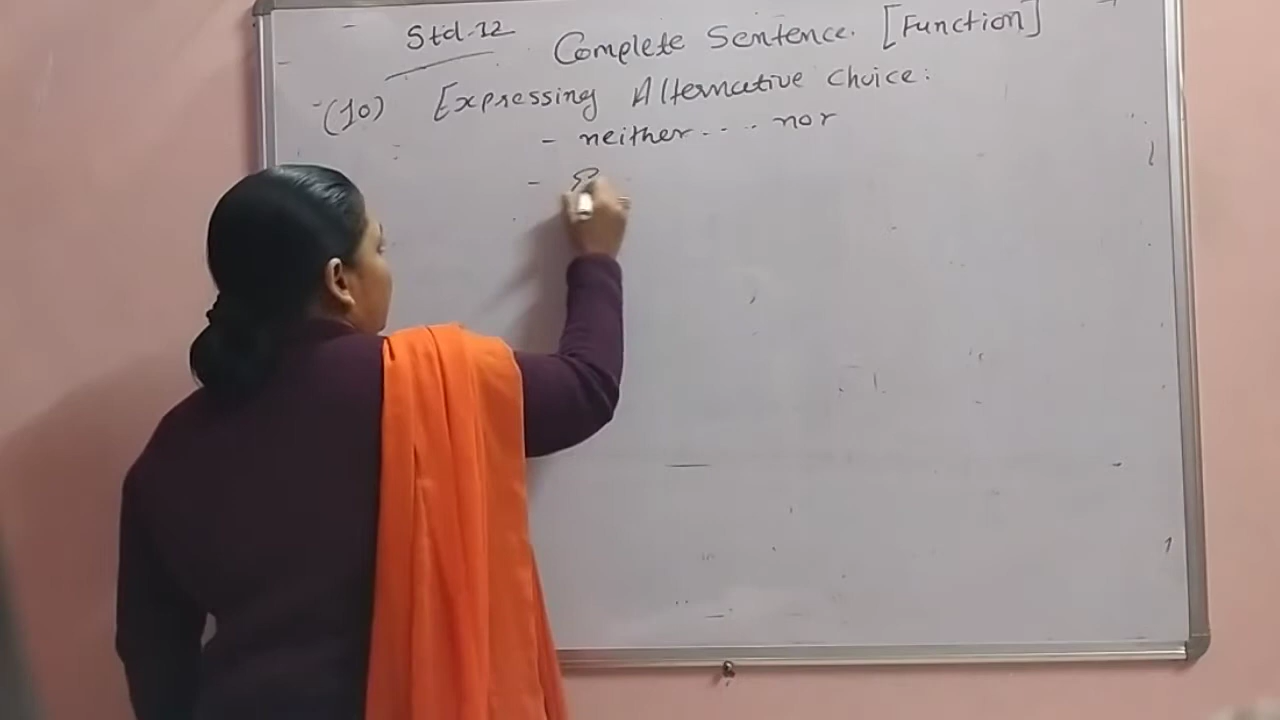 Std-12
Complete Sentence. [Function]
(10) Expressing Alternative Choice:
- neither.... nor
-